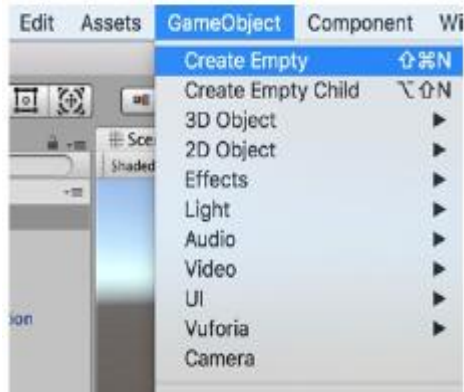 Edit Assets GameObject Component Wi
Create Empty ⇧⌘N
Create Empty Child ⌥⇧N
3D Object
2D Object
Effects
Light
Audio
Video
UI
Vuforia
Camera
Sce
Shaded
ion